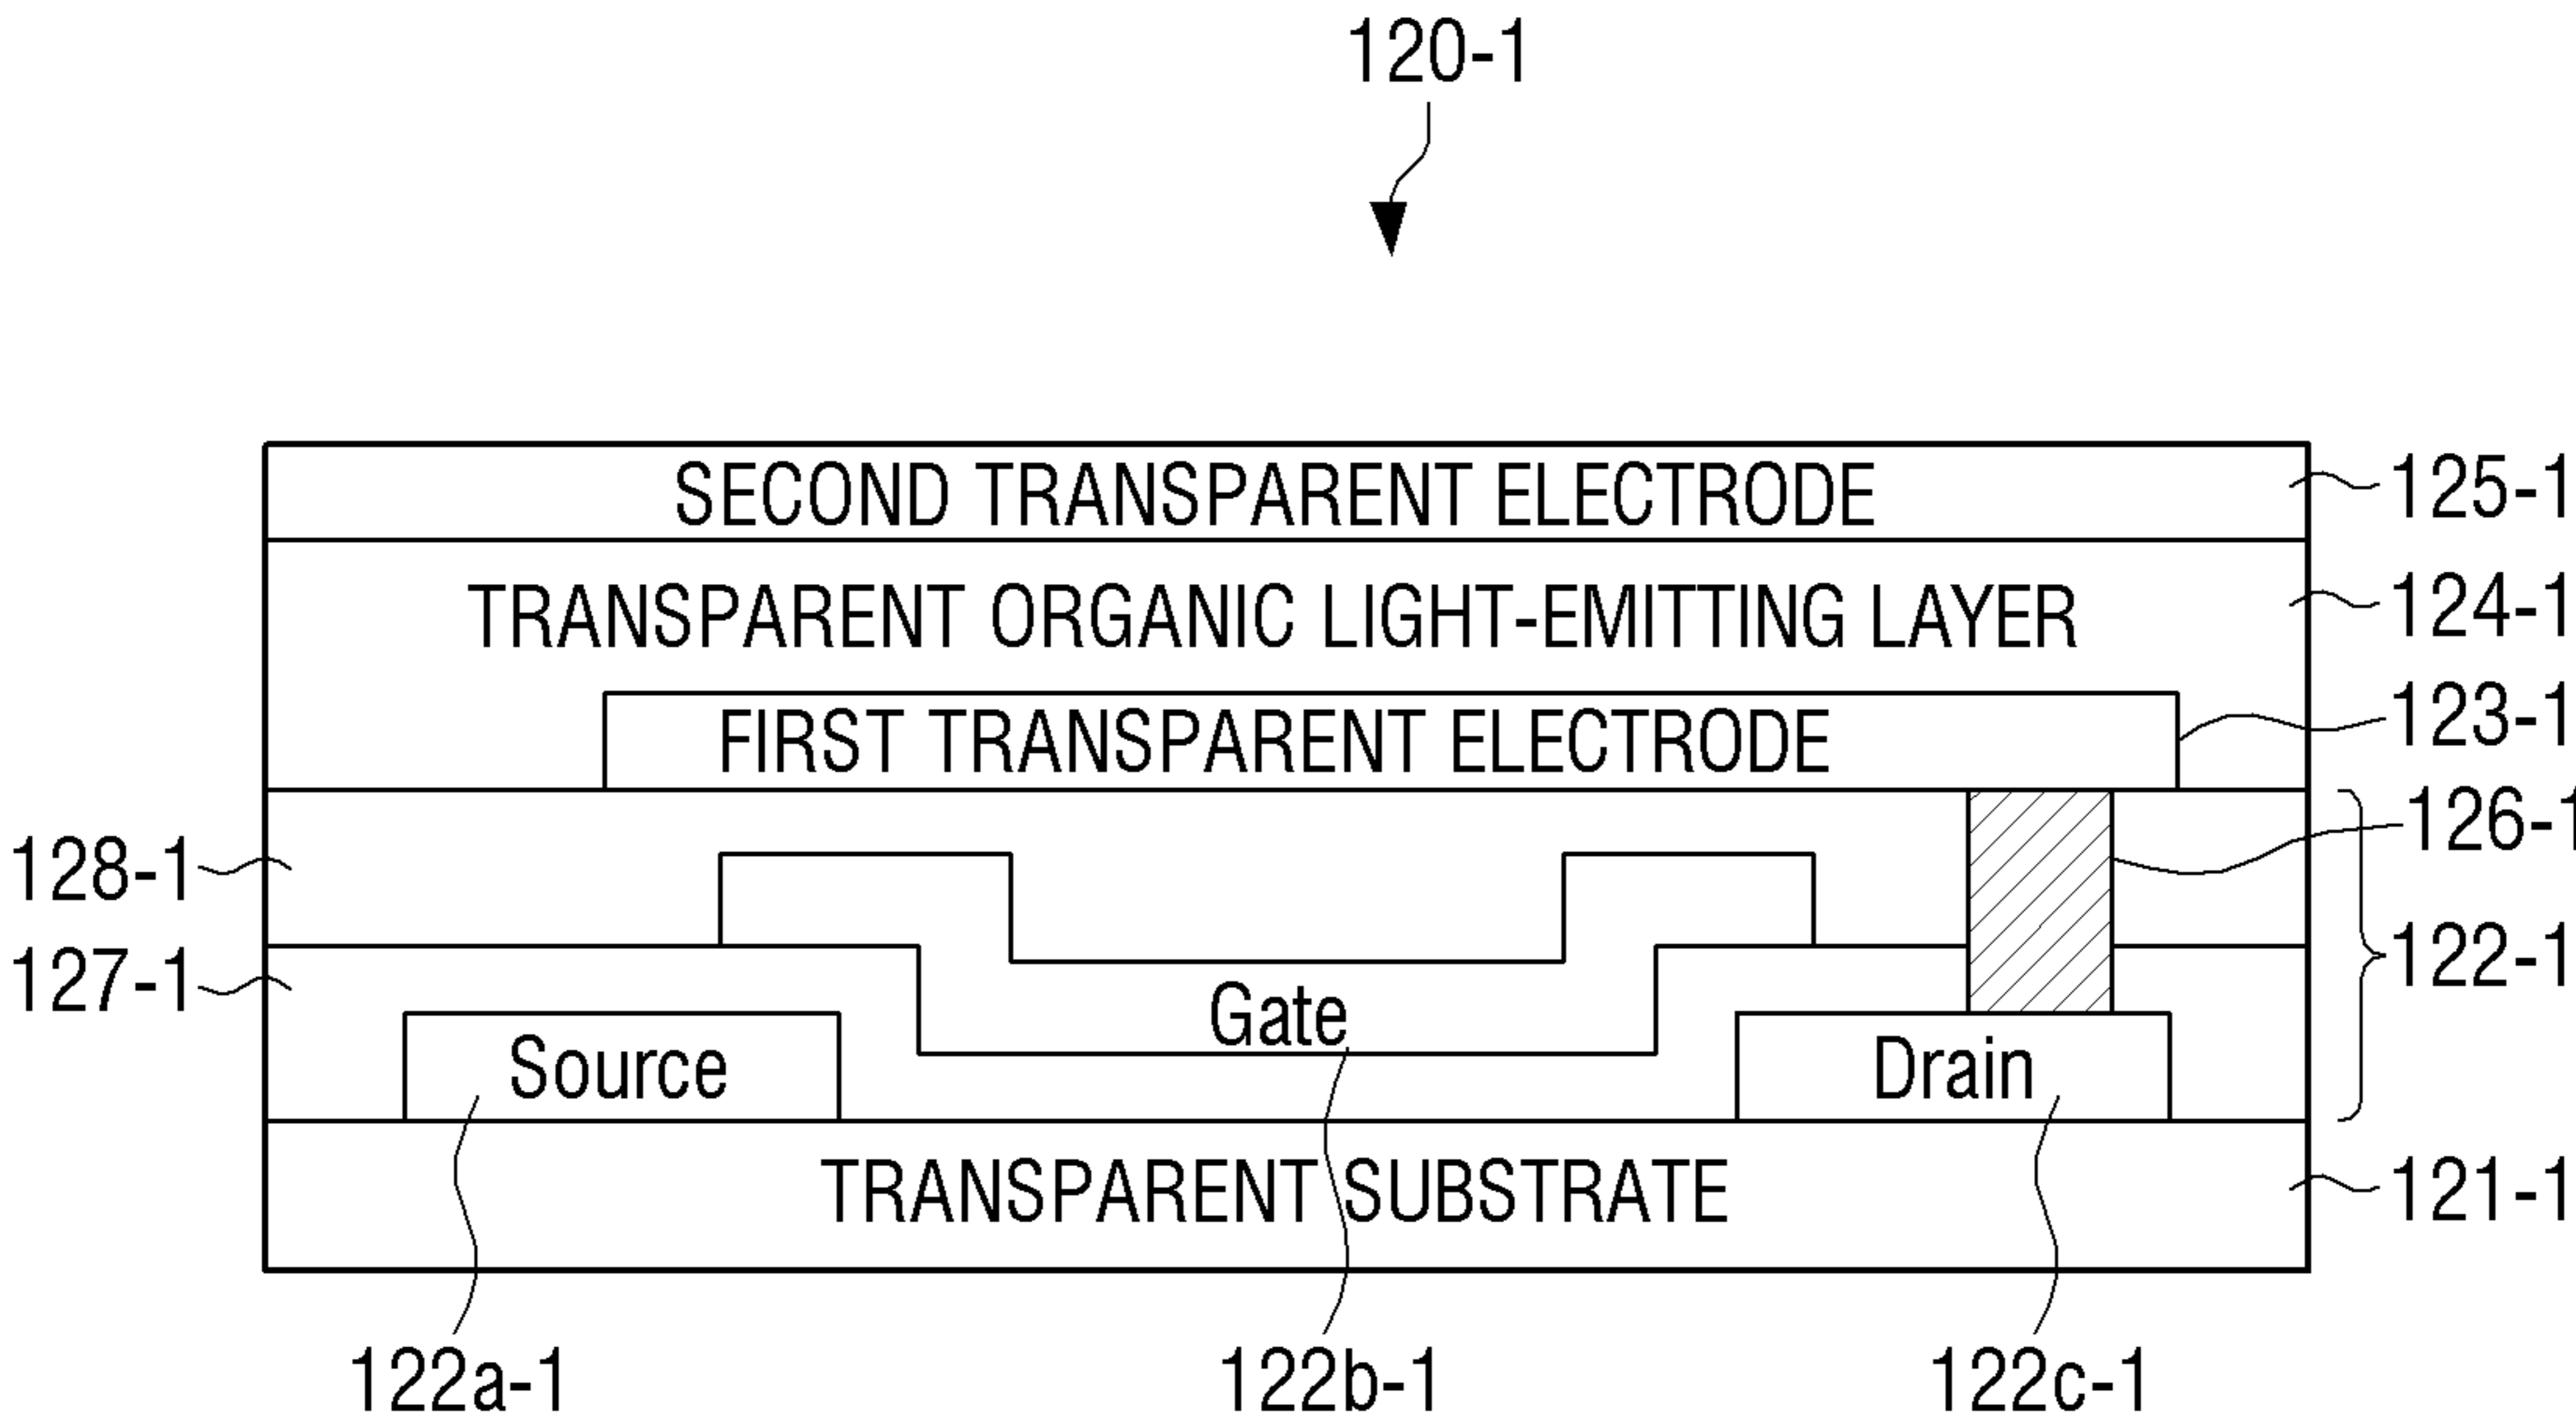 120-1
SECOND TRANSPARENT ELECTRODE
125-1
TRANSPARENT ORGANIC LIGHT-EMITTING LAYER
124-1
FIRST TRANSPARENT ELECTRODE
123-1
126-1
128-1
122-1
127-1
Gate
Source
Drain
TRANSPARENT SUBSTRATE
121-1
122a-1
122b-1
122c-1